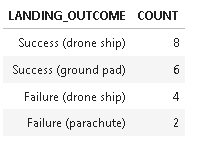 LANDING_OUTCOME COUNT
Success (drone ship) 8
Success (ground pad) 6
Failure (drone ship) 4
Failure (parachute) 2